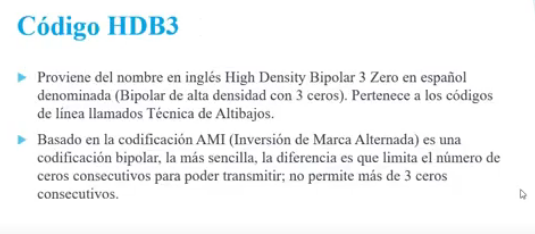 Código HDB3
Proviene del nombre en inglés High Density Bipolar 3 Zero en español
denominada (Bipolar de alta densidad con 3 ceros). Pertenece a los códigos
de línea llamados Técnica de Altibajos.
Basado en la codificación AMI (Inversión de Marca Alternada) es una
codificación bipolar, la más sencilla, la diferencia es que limita el número de
ceros consecutivos para poder transmitir; no permite más de 3 ceros
consecutivos.